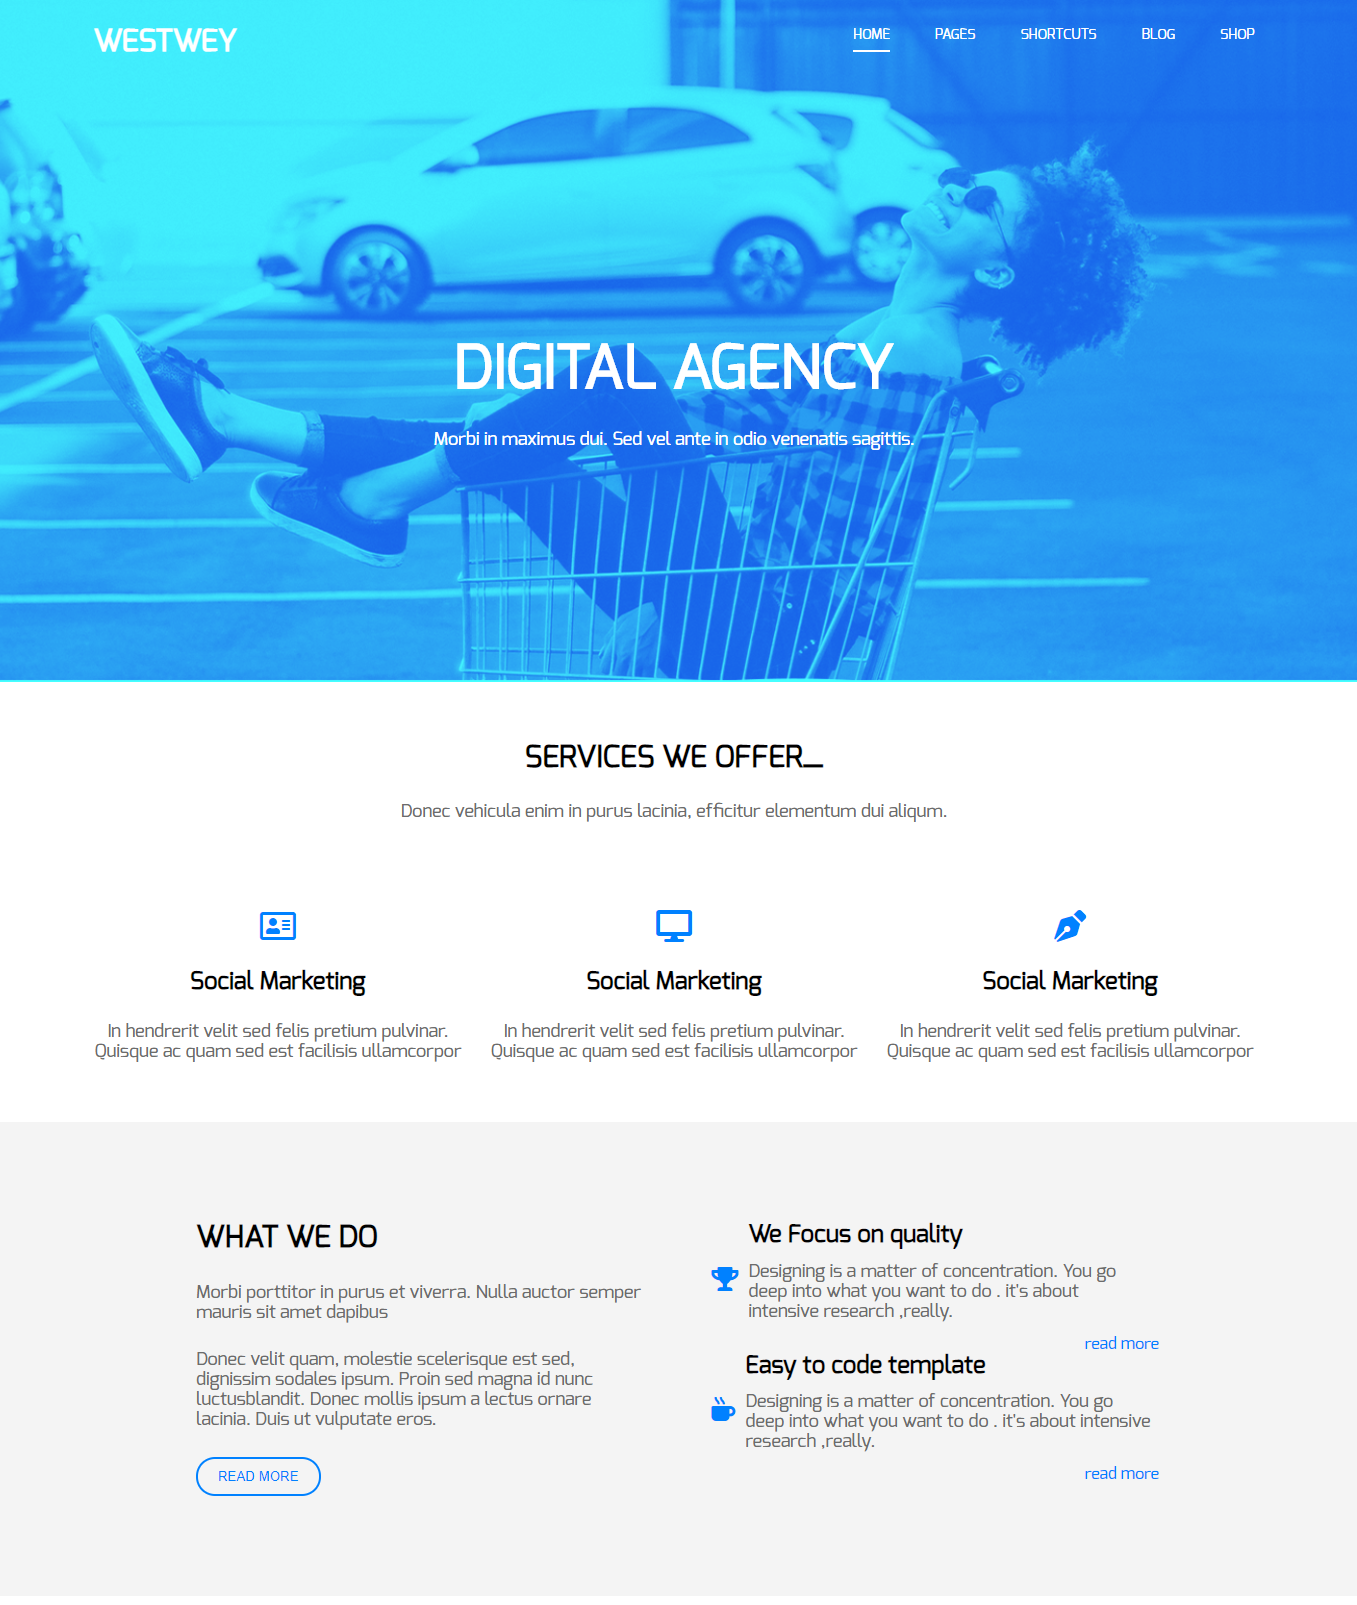 WESTWEY
HOME PAGES SHORTCUTS BLOG SHOP
DIGITAL AGENCY
Morbi in maximus dui. Sed vel ante in odio venenatis sagittis.
SERVICES WE OFFER_
Donec vehicula enim in purus lacinia, efficitur elementum dui aliqum.
Social Marketing
In hendrerit velit sed felis pretium pulvinar.
Quisque ac quam sed est facilisis ullamcorpor
Social Marketing
In hendrerit velit sed felis pretium pulvinar.
Quisque ac quam sed est facilisis ullamcorpor
Social Marketing
In hendrerit velit sed felis pretium pulvinar.
Quisque ac quam sed est facilisis ullamcorpor
WHAT WE DO
Morbi porttitor in purus et viverra. Nulla auctor semper
mauris sit amet dapibus
Donec velit quam, molestie scelerisque est sed,
dignissim sodales ipsum. Proin sed magna id nunc
luctusblandit. Donec mollis ipsum a lectus ornare
lacinia. Duis ut vulputate eros.
READ MORE
We Focus on quality
Designing is a matter of concentration. You go
deep into what you want to do . it's about
intensive research ,really.
read more
Easy to code template
Designing is a matter of concentration. You go
deep into what you want to do . it's about intensive
research ,really.
read more